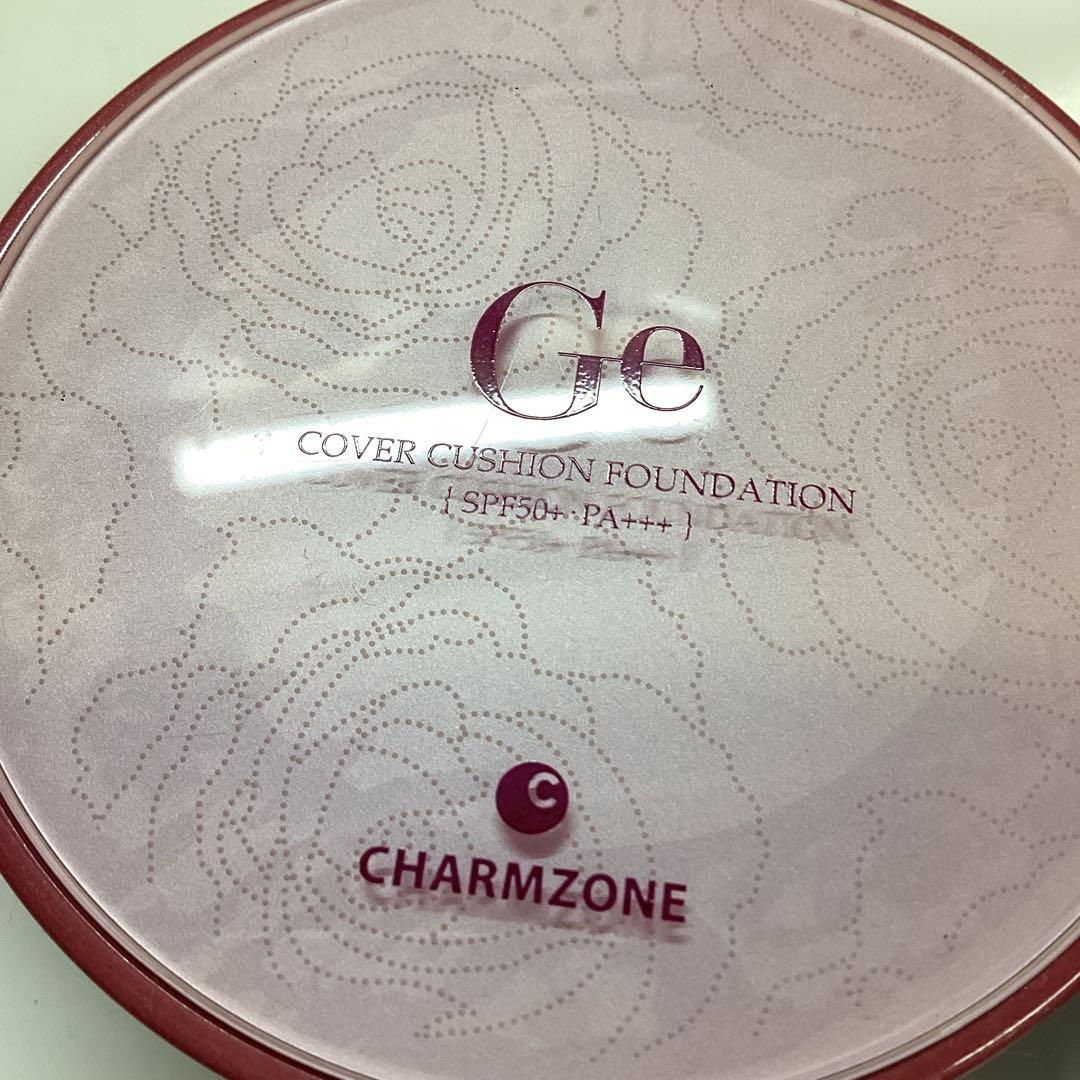 Ge
COVER CUSHION FOUNDATION
{ SPF50+ · PA+++ }
C
CHARMZONE